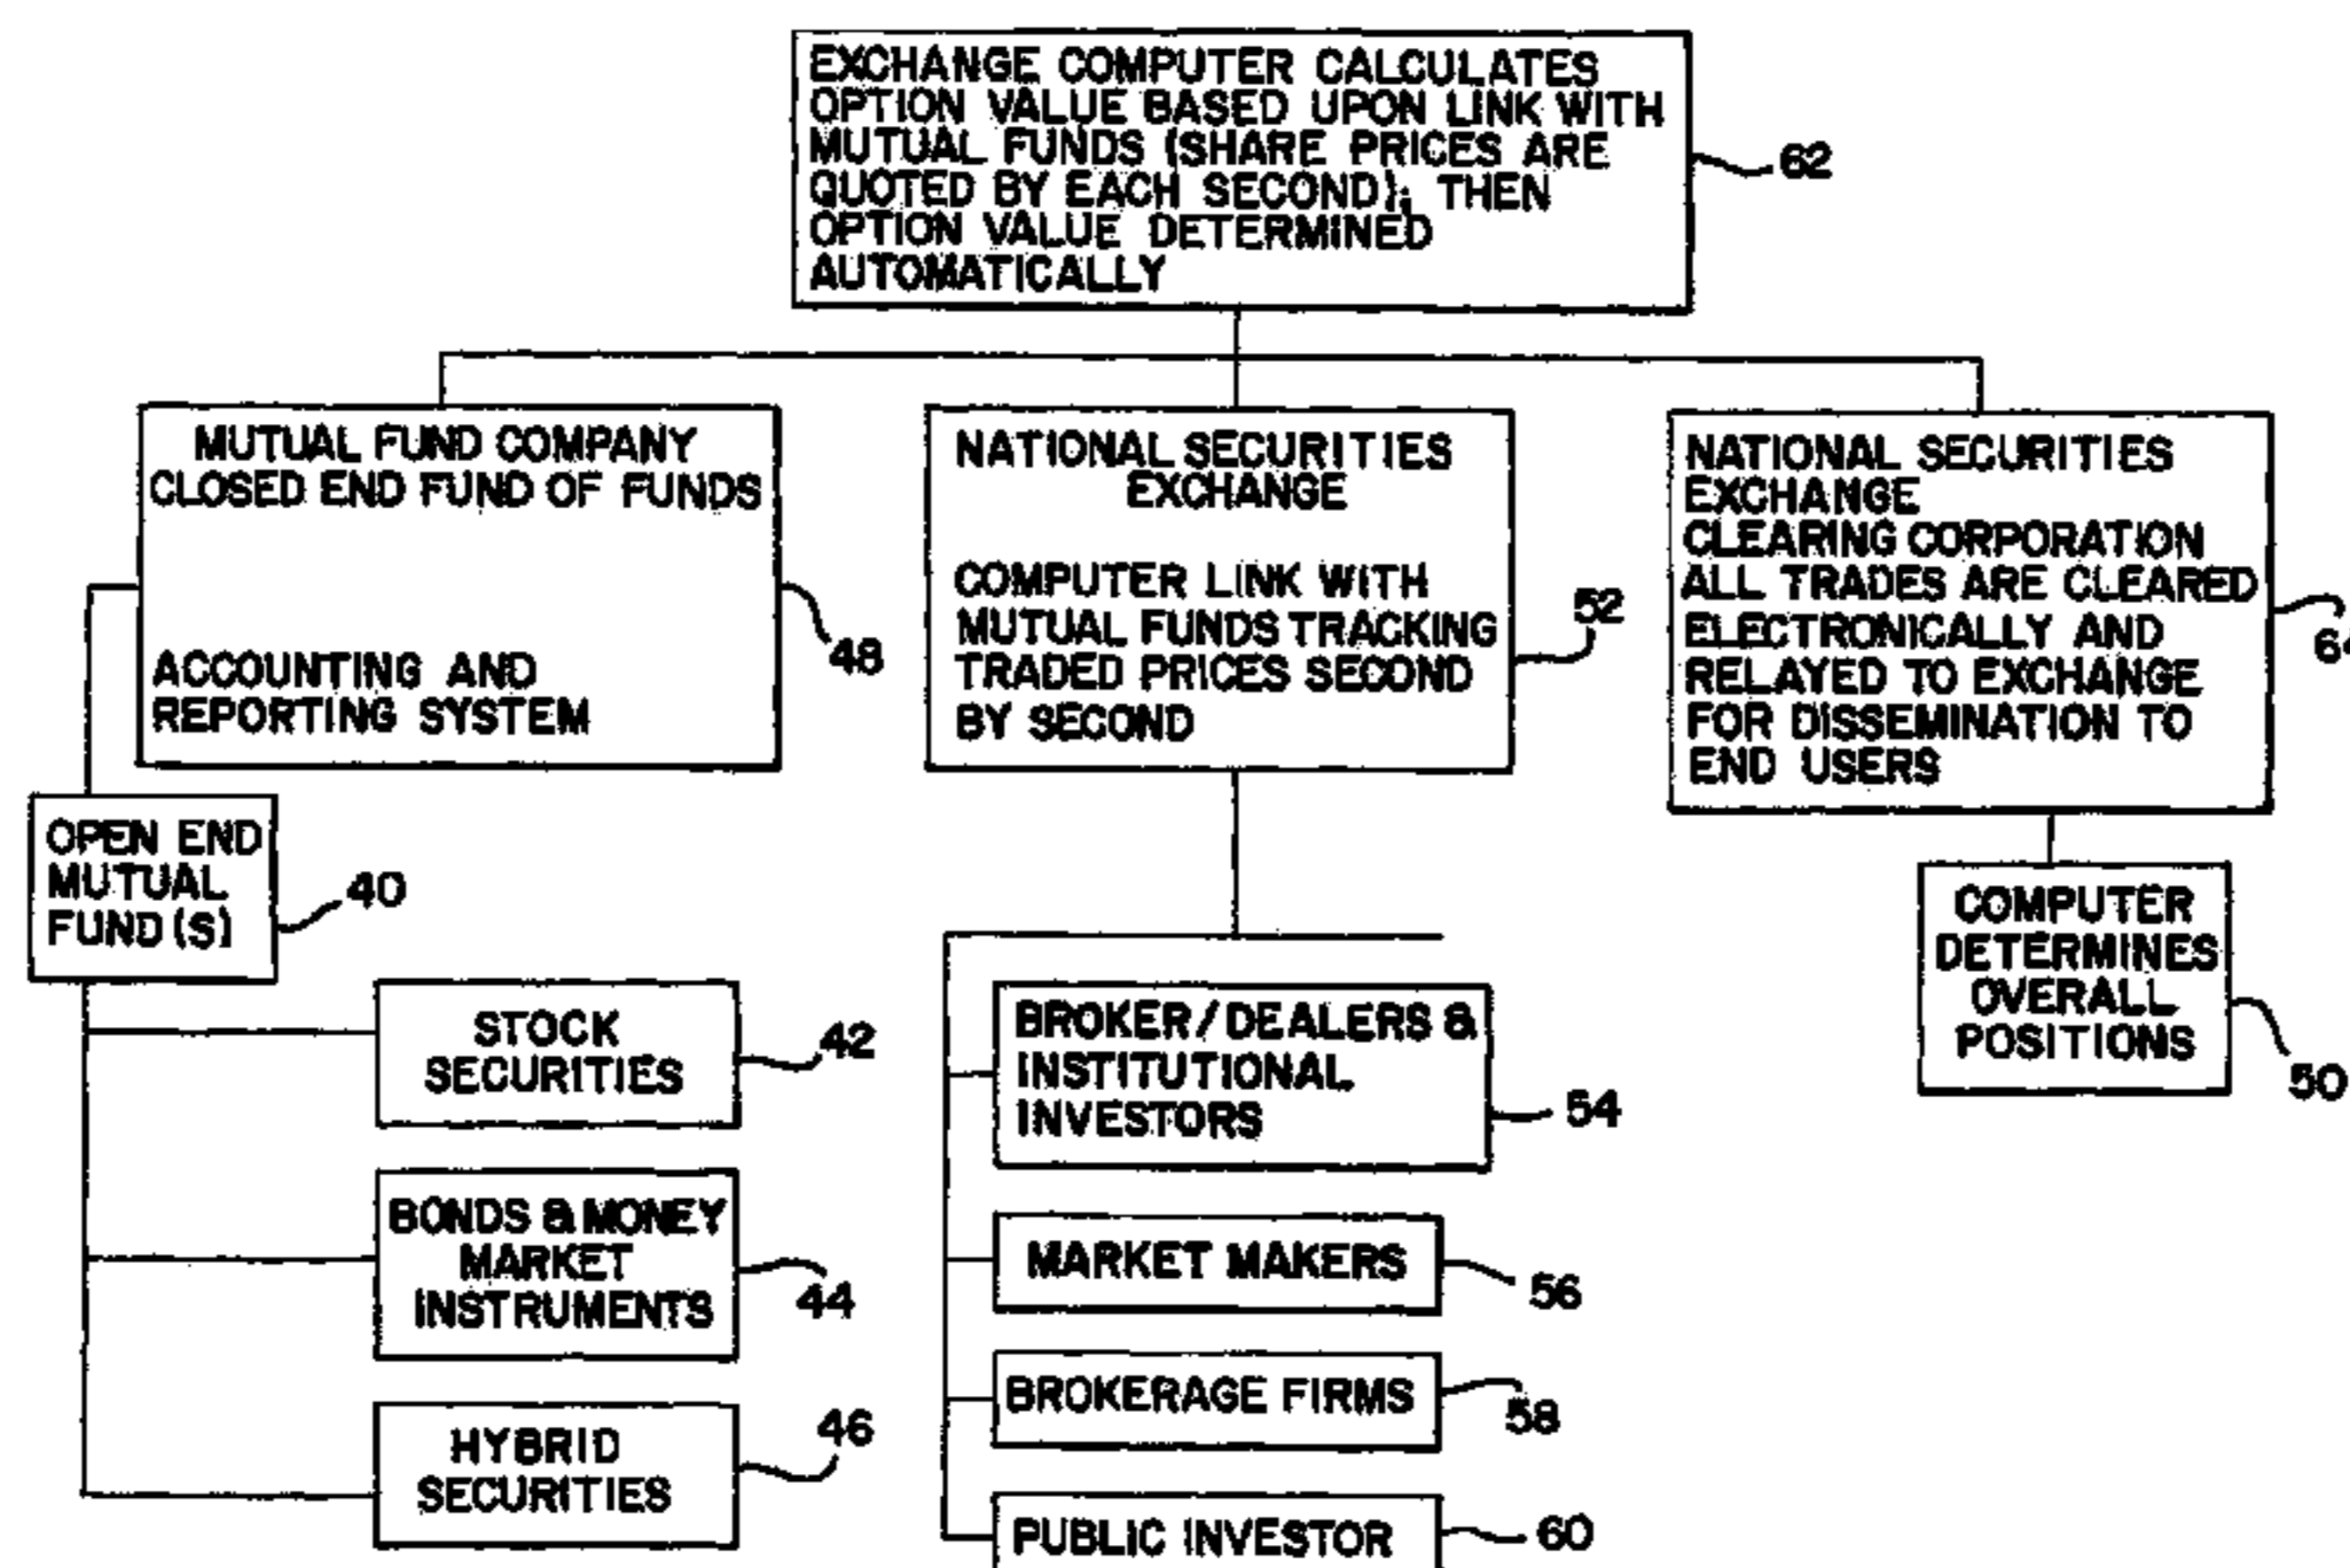 EXCHANGE COMPUTER CALCULATES
OPTION VALUE BASED UPON LINK WITH
MUTUAL FUNDS (SHARE PRICES ARE
QUOTED BY EACH SECOND); THEN
OPTION VALUE DETERMINED
AUTOMATICALLY
62
MUTUAL FUND COMPANY
CLOSED END FUND OF FUNDS
ACCOUNTING AND
REPORTING SYSTEM
48
NATIONAL SECURITIES
EXCHANGE
COMPUTER LINK WITH
MUTUAL FUNDS TRACKING
TRADED PRICES SECOND
BY SECOND
52
NATIONAL SECURITIES
EXCHANGE
CLEARING CORPORATION
ALL TRADES ARE CLEARED
ELECTRONICALLY AND
RELAYED TO EXCHANGE
FOR DISSEMINATION TO
END USERS
OPEN END
MUTUAL
FUND(S)
40
STOCK
SECURITIES
42
BONDS & MONEY
MARKET
INSTRUMENTS
44
HYBRID
SECURITIES
46
BROKER/DEALERS &
INSTITUTIONAL
INVESTORS
54
MARKET MAKERS
56
BROKERAGE FIRMS
58
PUBLIC INVESTOR
60
COMPUTER
DETERMINES
OVERALL
POSITIONS
50